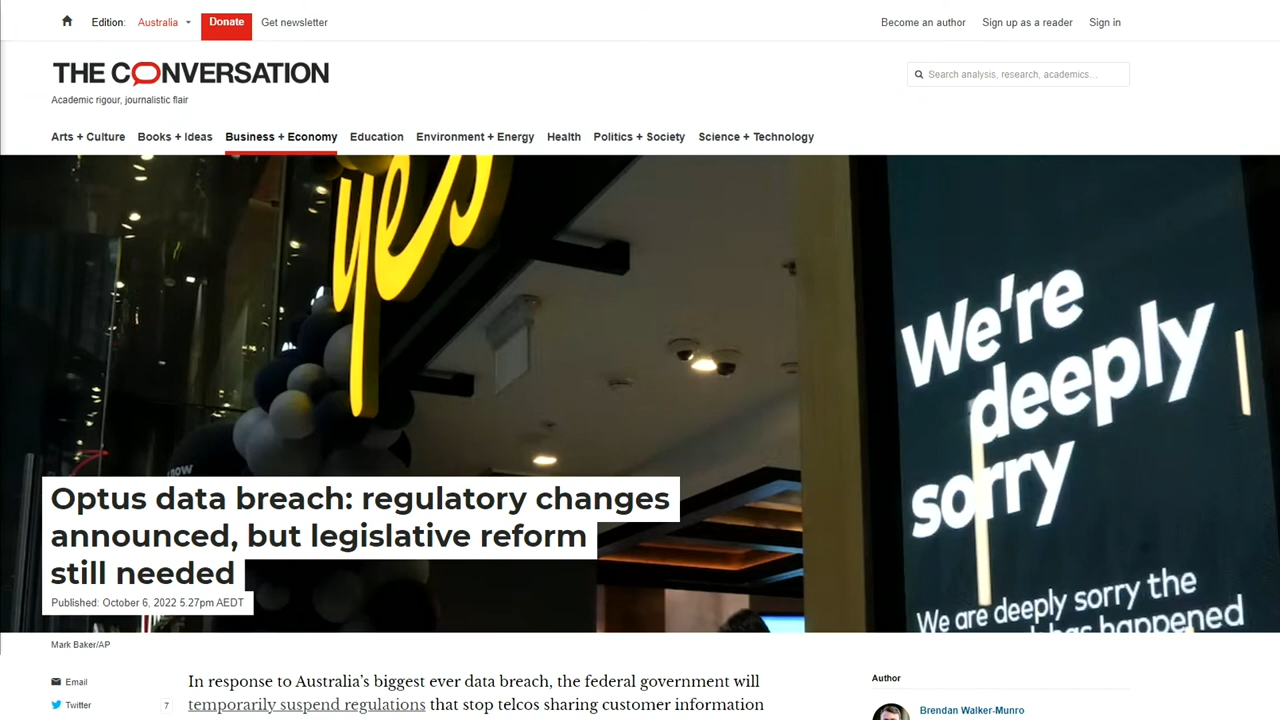 Edition: Australia Donate Get newsletter Become an author Sign up as a reader Sign in
THE CONVERSATION
Academic rigour, journalistic flair
Search analysis, research, academics...
Arts + Culture Books + Ideas Business + Economy Education Environment + Energy Health Politics + Society Science + Technology
yes
We're
deeply
sorry
We are deeply sorry the
has happened
now
Optus data breach: regulatory changes
announced, but legislative reform
still needed
Published: October 6, 2022 5.27pm AEDT
Mark Baker/AP
Email
Twitter 7
In response to Australia's biggest ever data breach, the federal government will
temporarily suspend regulations that stop telcos sharing customer information
Author
Brendan Walker-Munro